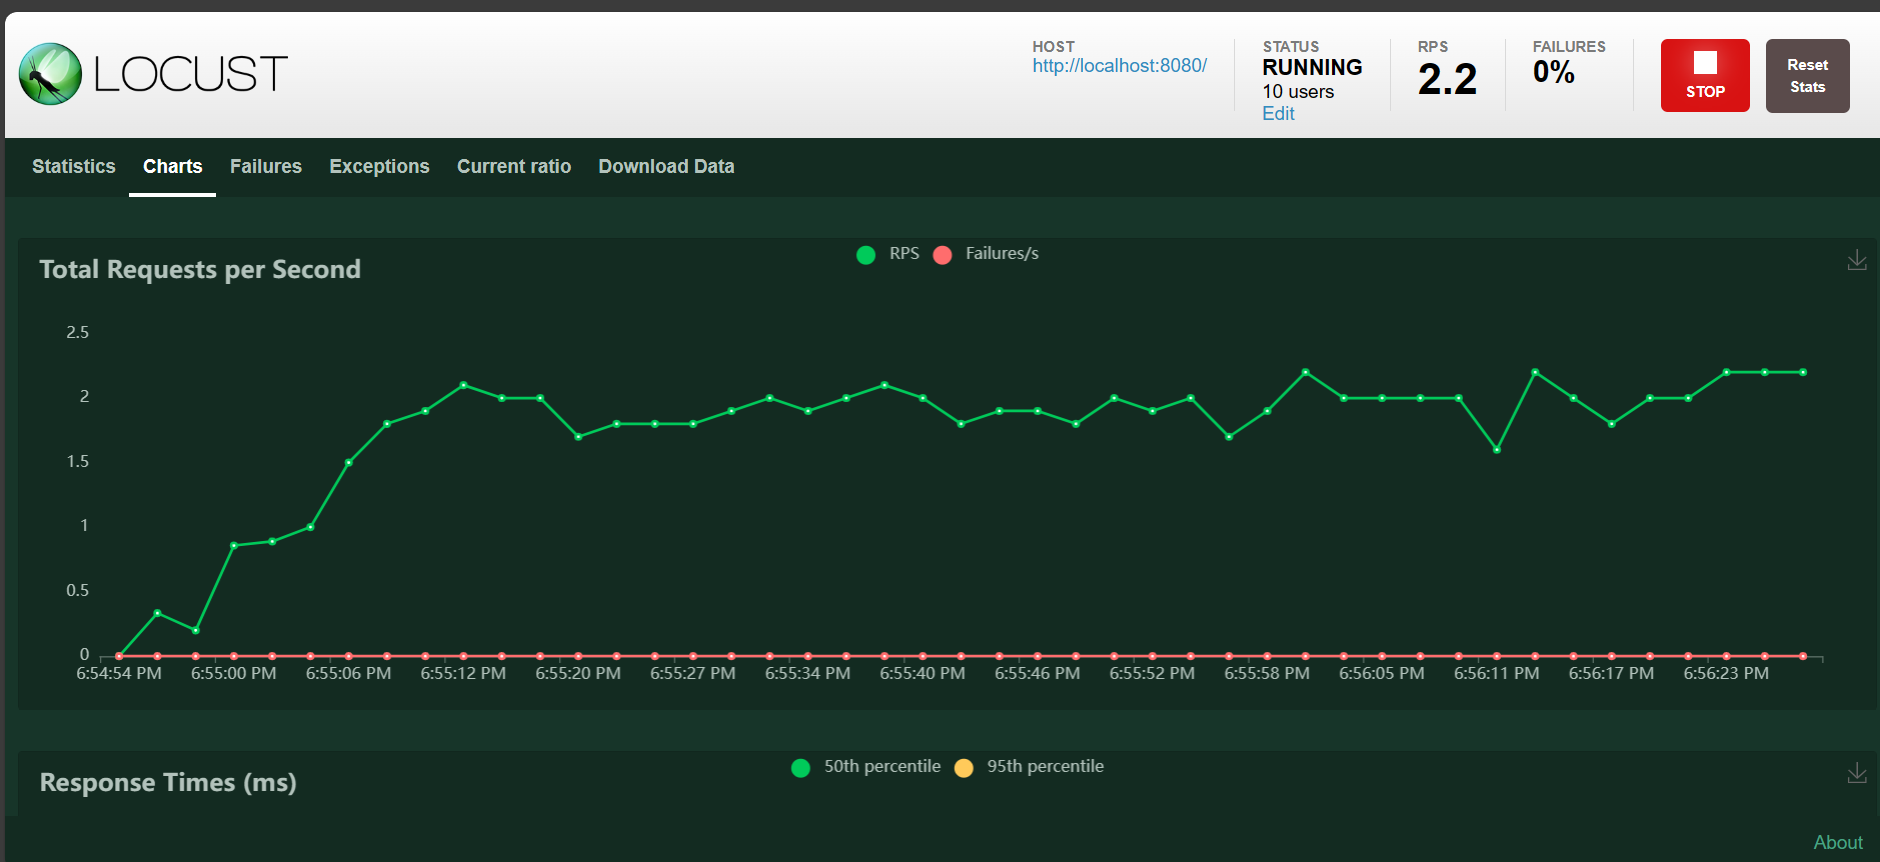 LOCUST
HOST
http://localhost:8080/
STATUS
RUNNING
10 users
Edit
RPS
2.2
FAILURES
0%
STOP
Reset
Stats
Statistics Charts Failures Exceptions Current ratio Download Data
Total Requests per Second
RPS Failures/s
2.5
2
1.5
1
0.5
0
6:54:54 PM 6:55:00 PM 6:55:06 PM 6:55:12 PM 6:55:20 PM 6:55:27 PM 6:55:34 PM 6:55:40 PM 6:55:46 PM 6:55:52 PM 6:55:58 PM 6:56:05 PM 6:56:11 PM 6:56:17 PM 6:56:23 PM
Response Times (ms)
50th percentile 95th percentile
About